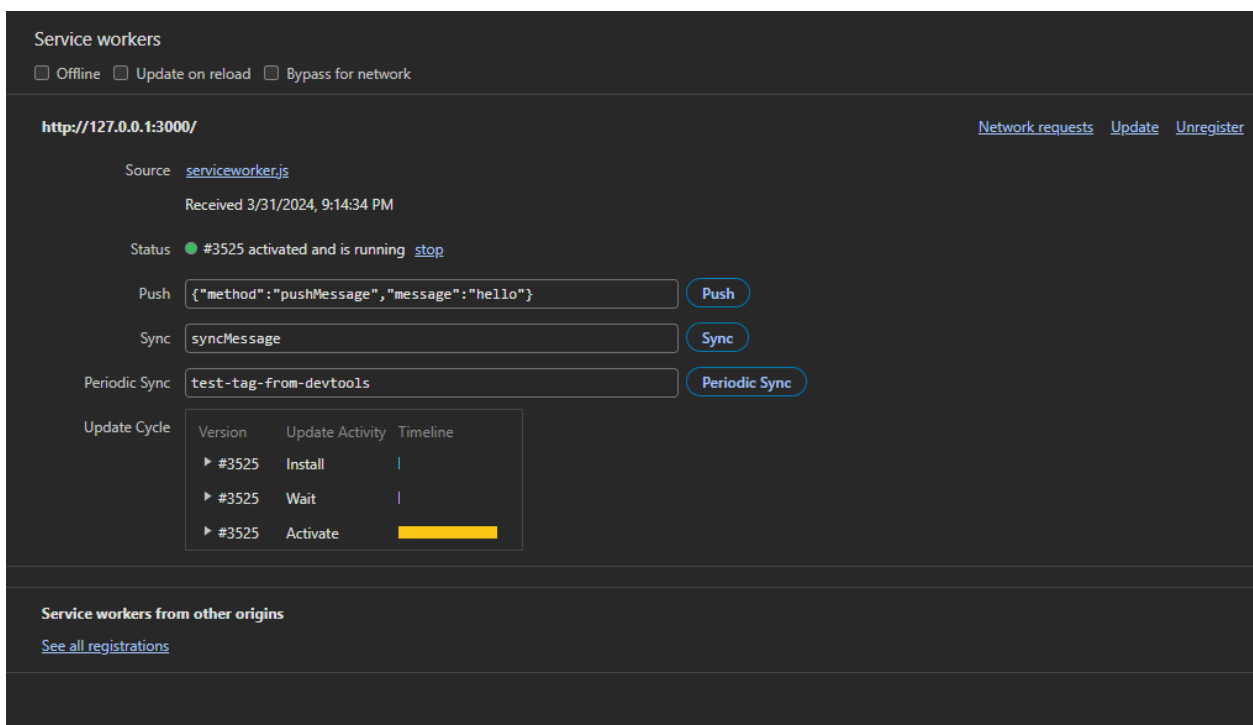 Service workers
Offline Update on reload Bypass for network
http://127.0.0.1:3000/ Network requests Update Unregister
Source serviceworker.js
Received 3/31/2024, 9:14:34 PM
Status #3525 activated and is running stop
Push {"method":"pushMessage","message":"hello"} Push
Sync syncMessage Sync
Periodic Sync test-tag-from-devtools Periodic Sync
Update Cycle Version Update Activity Timeline
#3525 Install
#3525 Wait
#3525 Activate
Service workers from other origins
See all registrations